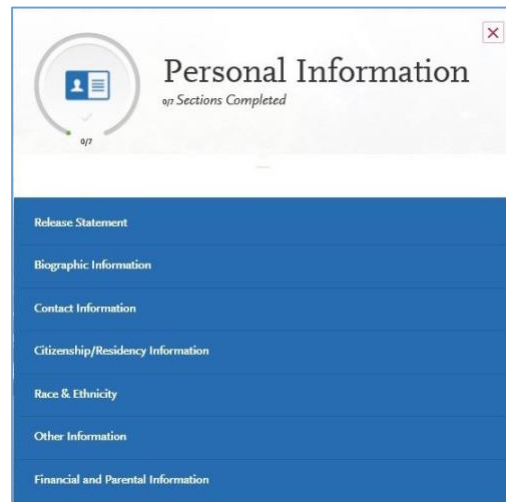 Personal Information
0/7 Sections Completed
0/7
Release Statement
Biographic Information
Contact Information
Citizenship/Residency Information
Race & Ethnicity
Other Information
Financial and Parental Information